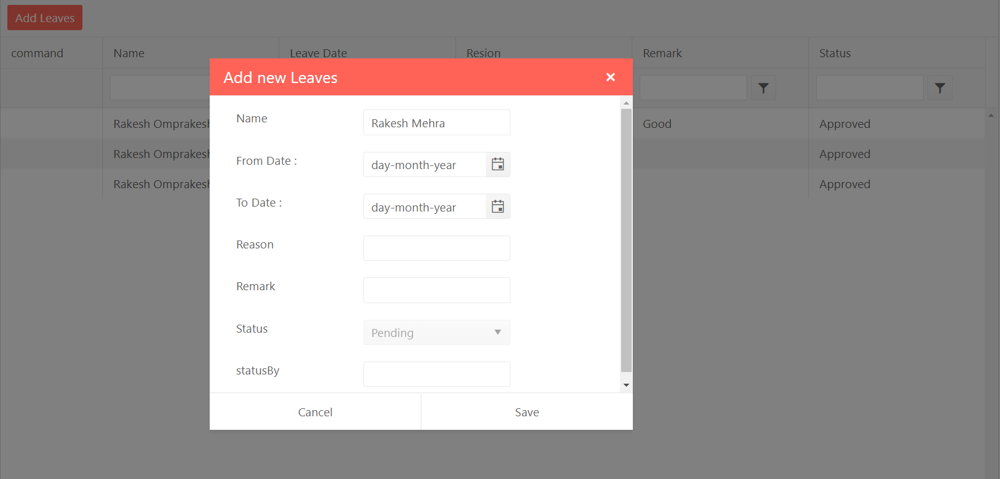 Add Leaves
command Name Leave Date Resion Remark Status
Add new Leaves
Name Rakesh Mehra
Rakesh Omprakesh Good Approved
From Date : day-month-year
Rakesh Omprakesh Approved
Rakesh Omprakesh Approved
To Date : day-month-year
Reason
Remark
Status Pending
statusBy
Cancel Save